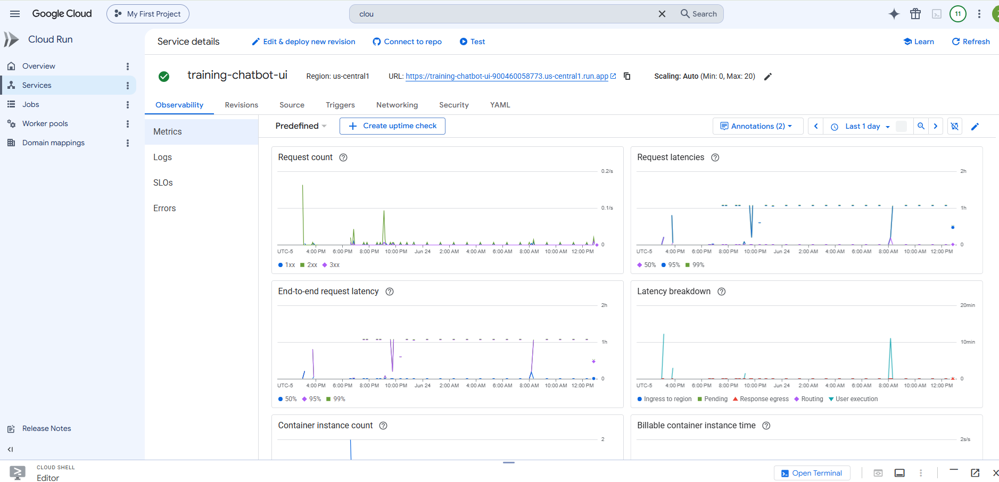 Google Cloud
My First Project
clou
Search
11
Cloud Run
Service details
Edit & deploy new revision
Connect to repo
Test
Learn
Refresh
Overview
Services
Jobs
Worker pools
Domain mappings
training-chatbot-ui
Region: us-central1
URL: https://training-chatbot-ui-900460058773.us-central1.run.app
Scaling: Auto (Min: 0, Max: 20)
Observability
Revisions
Source
Triggers
Networking
Security
YAML
Metrics
Logs
SLOs
Errors
Predefined
Create uptime check
Annotations (2)
Last 1 day
Request count
0.2/s
0.1/s
0
UTC-5 4:00 PM 6:00 PM 8:00 PM 10:00 PM Jun 24 2:00 AM 4:00 AM 6:00 AM 8:00 AM 10:00 AM 12:00 PM
1xx 2xx 3xx
Request latencies
2h
1h
0
UTC-5 4:00 PM 6:00 PM 8:00 PM 10:00 PM Jun 24 2:00 AM 4:00 AM 6:00 AM 8:00 AM 10:00 AM 12:00 PM
50% 95% 99%
End-to-end request latency
2h
1h
0
UTC-5 4:00 PM 6:00 PM 8:00 PM 10:00 PM Jun 24 2:00 AM 4:00 AM 6:00 AM 8:00 AM 10:00 AM 12:00 PM
50% 95% 99%
Latency breakdown
20min
10min
0
UTC-5 4:00 PM 6:00 PM 8:00 PM 10:00 PM Jun 24 2:00 AM 4:00 AM 6:00 AM 8:00 AM 10:00 AM 12:00 PM
Ingress to region Pending Response egress Routing User execution
Container instance count
2
Billable container instance time
2s/s
Release Notes
CLOUD SHELL
Editor
Open Terminal